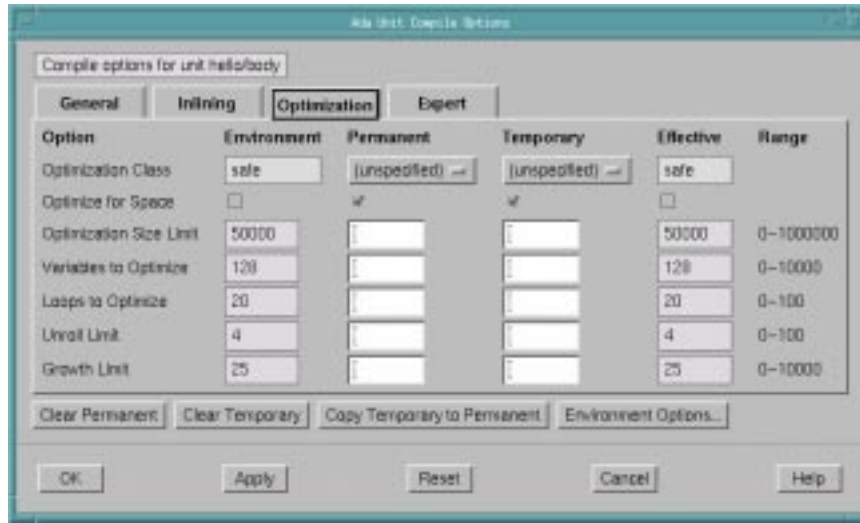 Ada Unit Compile Options
Compile options for unit hello/body
General Inlining Optimization Expert
Option Environment Permanent Temporary Effective Range
Optimization Class safe (unspecified) (unspecified) safe
Optimize for Space
Optimization Size Limit 50000 50000 0-1000000
Variables to Optimize 128 128 0-10000
Loops to Optimize 20 20 0-100
Unroll Limit 4 4 0-100
Growth Limit 25 25 0-10000
Clear Permanent Clear Temporary Copy Temporary to Permanent Environment Options...
OK Apply Reset Cancel Help